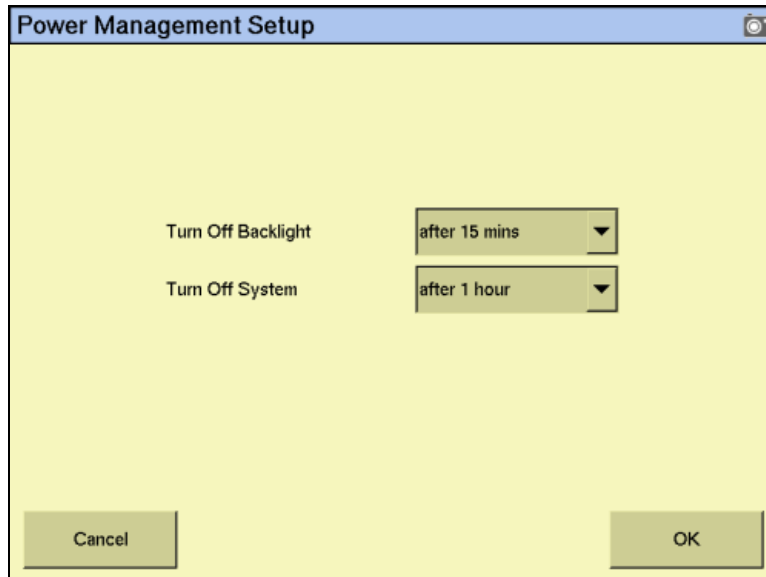 Power Management Setup
Turn Off Backlight after 15 mins
Turn Off System after 1 hour
Cancel OK